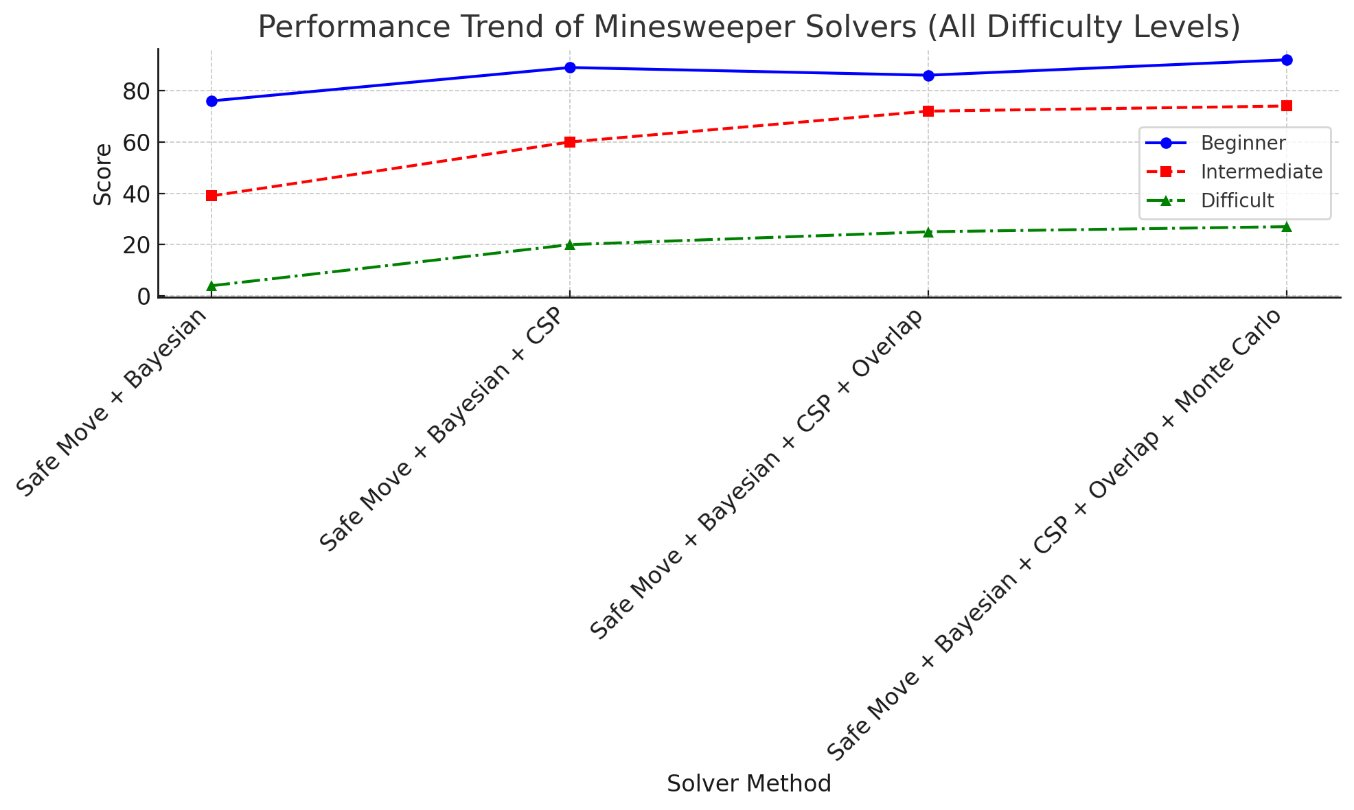 Performance Trend of Minesweeper Solvers (All Difficulty Levels)
Score
80
60
40
20
0
Beginner
Intermediate
Difficult
Safe Move + Bayesian
Safe Move + Bayesian + CSP
Safe Move + Bayesian + CSP + Overlap
Safe Move + Bayesian + CSP + Overlap + Monte Carlo
Solver Method